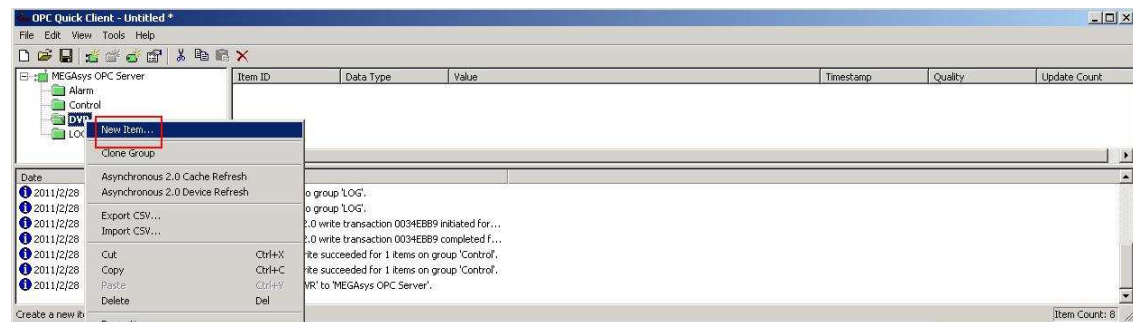 OPC Quick Client - Untitled *
File Edit View Tools Help
MEGAsys OPC Server
Item ID Data Type Value Timestamp Quality Update Count
Alarm
Control
DVR
LOG
New Item...
Clone Group
Asynchronous 2.0 Cache Refresh
Asynchronous 2.0 Device Refresh
Export CSV...
Import CSV...
Cut Ctrl+X
Copy Ctrl+C
Paste Ctrl+Y
Delete Del
Date
2011/2/28 o group 'LOG'.
2011/2/28 o group 'LOG'.
2011/2/28 2.0 write transaction 0034EBB9 initiated for...
2011/2/28 2.0 write transaction 0034EBB9 completed f...
2011/2/28 rite succeeded for 1 items on group 'Control'.
2011/2/28 rite succeeded for 1 items on group 'Control'.
2011/2/28 VR' to 'MEGAsys OPC Server'.
Create a new it
Item Count: 8